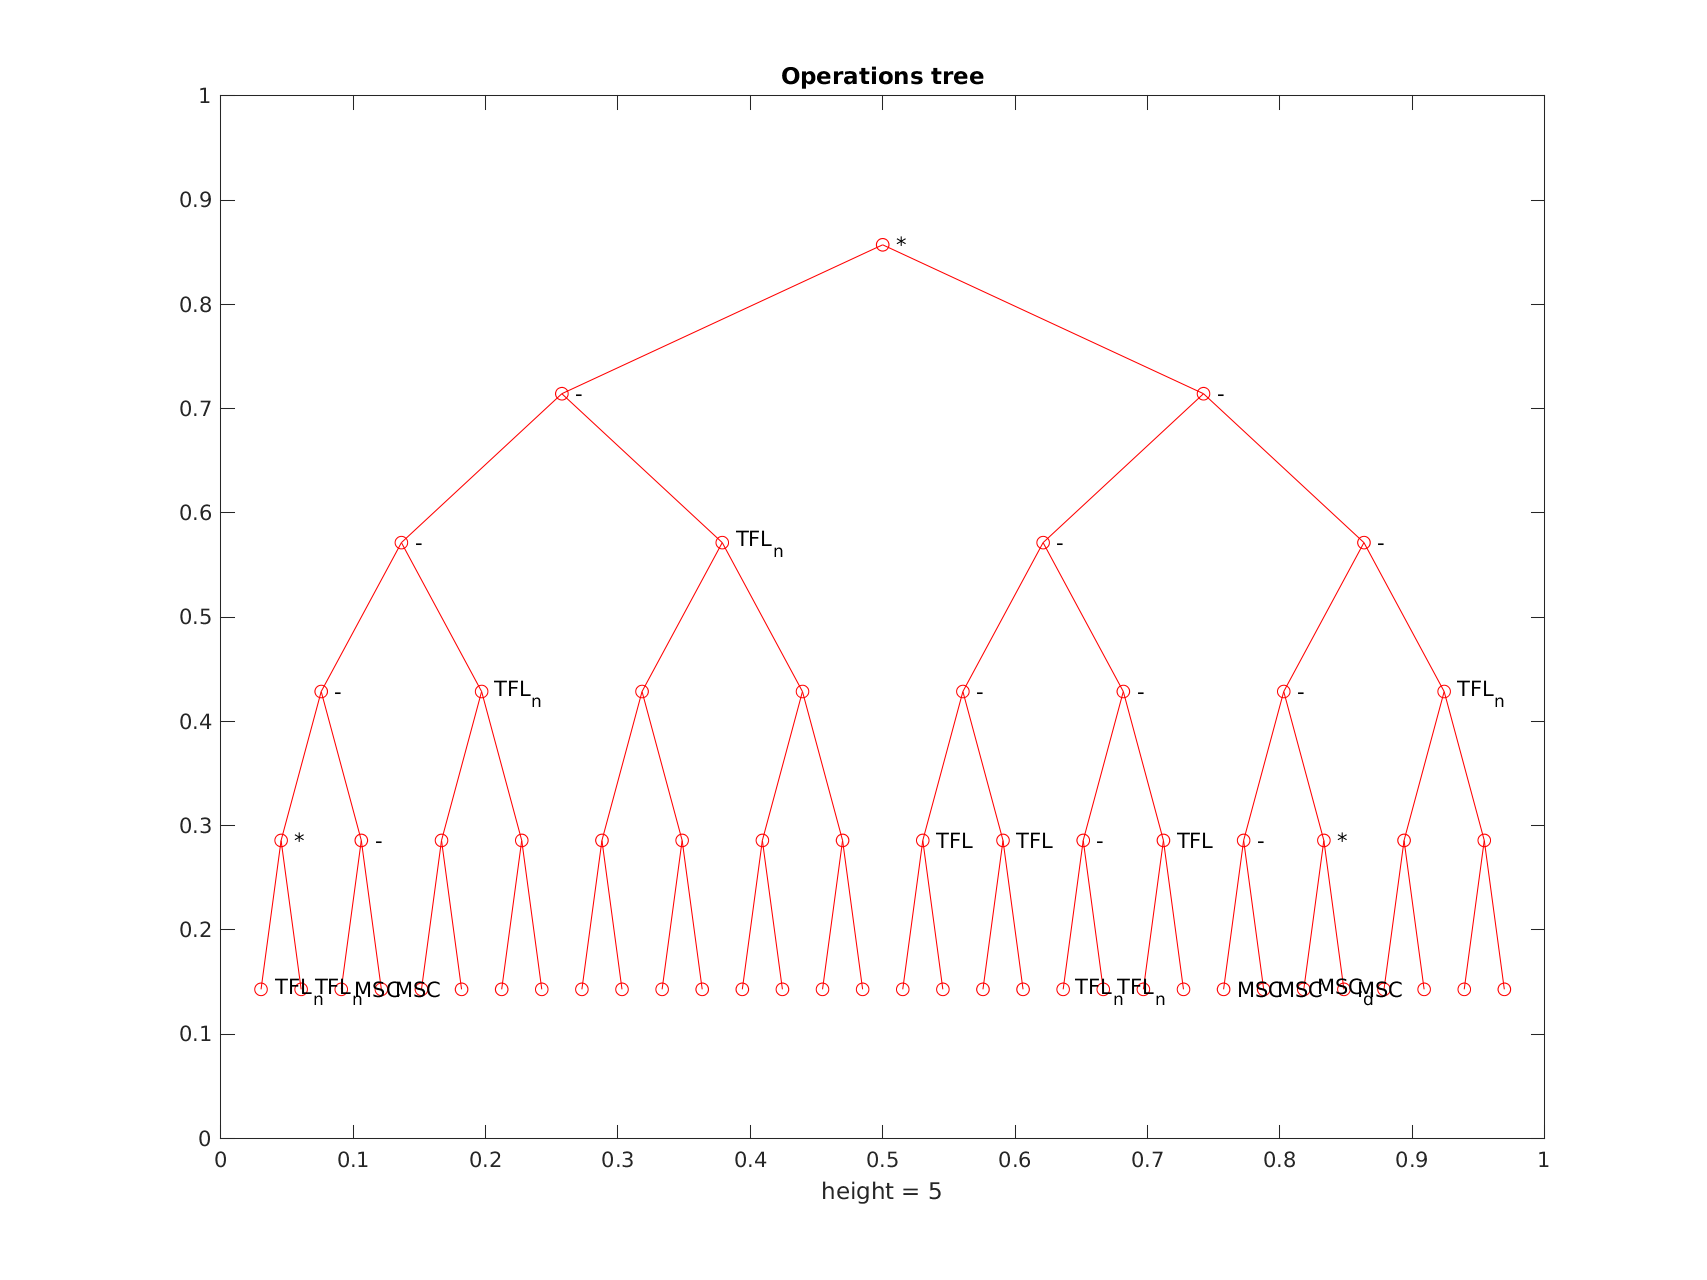 Operations tree
1
0.9
*
0.8
- -
0.7
0.6
- TFL_n - -
0.5
- TFL_n - - - TFL_n
0.4
0.3
* - TFL TFL - TFL - *
0.2
TFL_n TFL_n MSC MSC TFL_n TFL_n MSC MSC MSC_d MSC
0.1
0
0 0.1 0.2 0.3 0.4 0.5 0.6 0.7 0.8 0.9 1
height = 5